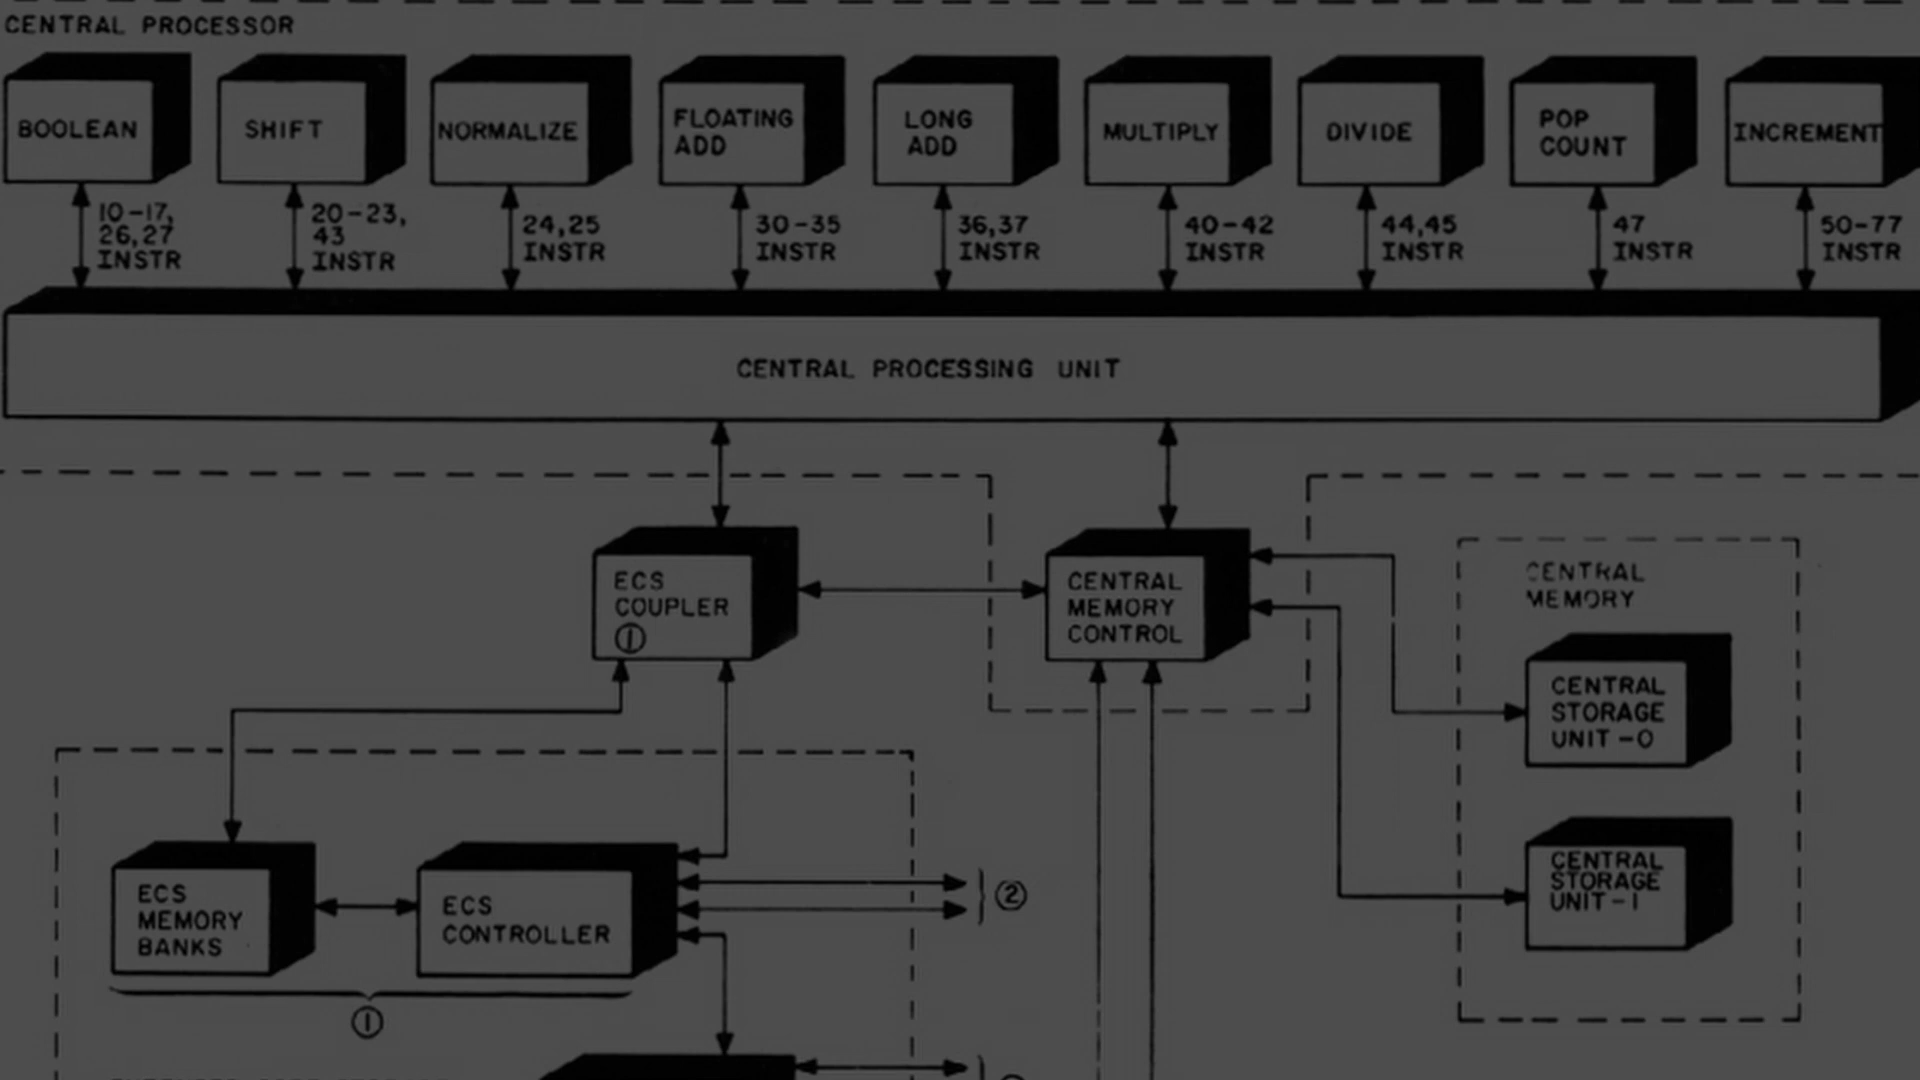 CENTRAL PROCESSOR
BOOLEAN
SHIFT
NORMALIZE
FLOATING
ADD
LONG
ADD
MULTIPLY
DIVIDE
POP
COUNT
INCREMENT
10-17,
26,27
INSTR
20-23,
43
INSTR
24,25
INSTR
30-35
INSTR
36,37
INSTR
40-42
INSTR
44,45
INSTR
47
INSTR
50-77
INSTR
CENTRAL PROCESSING UNIT
ECS
COUPLER
①
CENTRAL
MEMORY
CONTROL
CENTRAL
MEMORY
CENTRAL
STORAGE
UNIT-0
CENTRAL
STORAGE
UNIT-1
ECS
MEMORY
BANKS
ECS
CONTROLLER
②
①